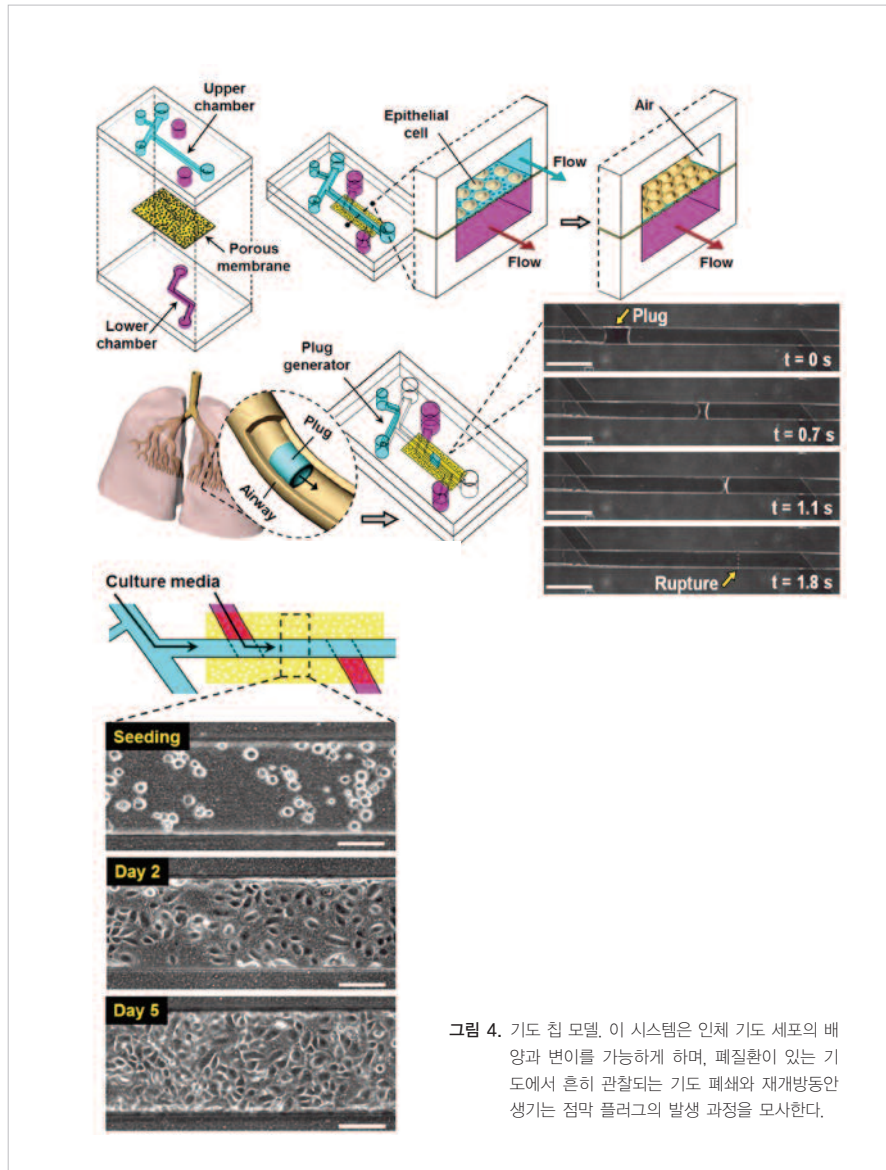 Upper
chamber
Epithelial
cell
Air
Flow
Flow
Flow
Porous
membrane
Lower
chamber
Plug
generator
Plug
Airway
Plug
t = 0 s
t = 0.7 s
t = 1.1 s
Rupture
t = 1.8 s
Culture media
Seeding
Day 2
Day 5
그림 4. 기도 칩 모델. 이 시스템은 인체 기도 세포의 배
양과 변이를 가능하게 하며, 폐질환이 있는 기
도에서 흔히 관찰되는 기도 폐쇄와 재개방동안
생기는 점막 플러그의 발생 과정을 모사한다.